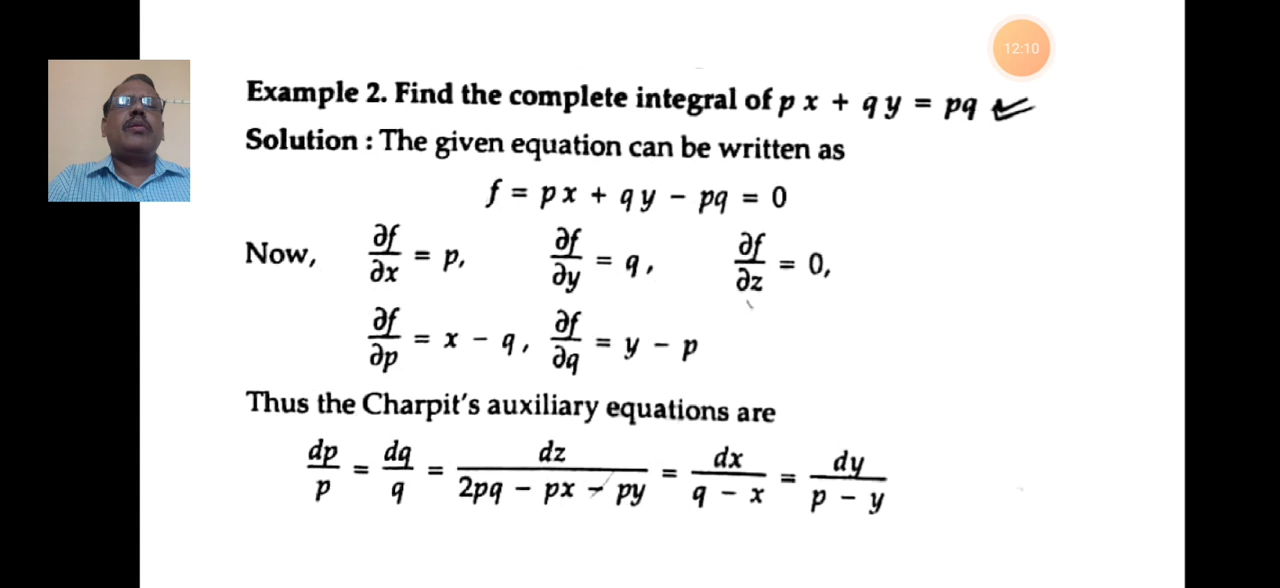 12:10
Example 2. Find the complete integral of p x + q y = pq
Solution : The given equation can be written as
f = p x + q y − pq = 0
Now, ∂f/∂x = p, ∂f/∂y = q, ∂f/∂z = 0,
∂f/∂p = x − q, ∂f/∂q = y − p
Thus the Charpit's auxiliary equations are
dp/p = dq/q = dz/(2pq − px − py) = dx/(q − x) = dy/(p − y)